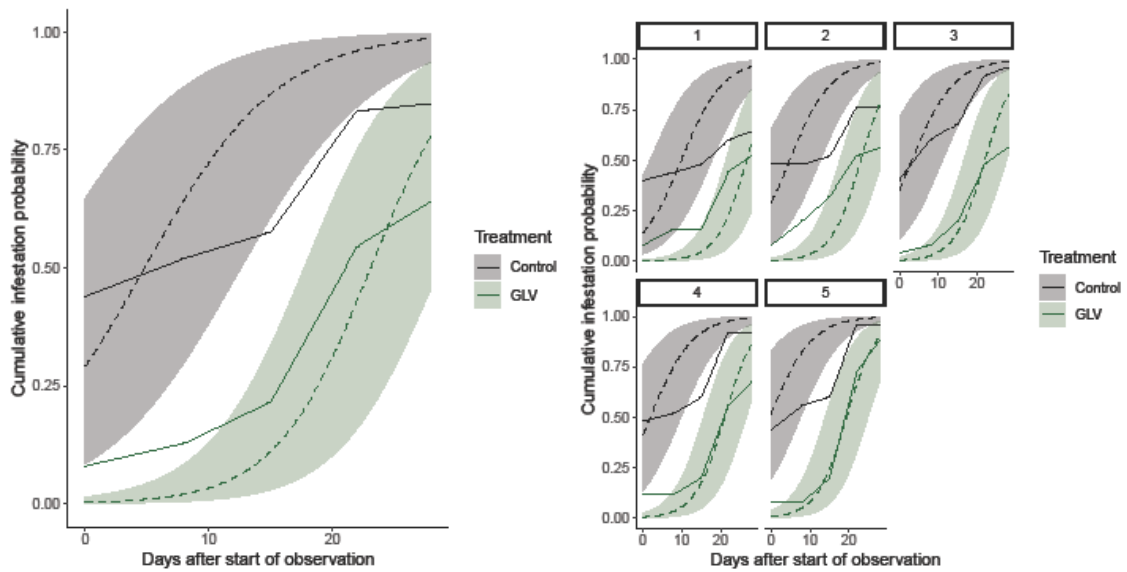 1.00
0.75
0.50
0.25
0.00
Cumulative infestation probability
0
10
20
Days after start of observation
Treatment
Control
GLV
1
2
3
1.00
0.75
0.50
0.25
0.00
0 10 20
4
5
1.00
0.75
0.50
0.25
0.00
0 10 20
0 10 20
Cumulative infestation probability
Days after start of observation
Treatment
Control
GLV